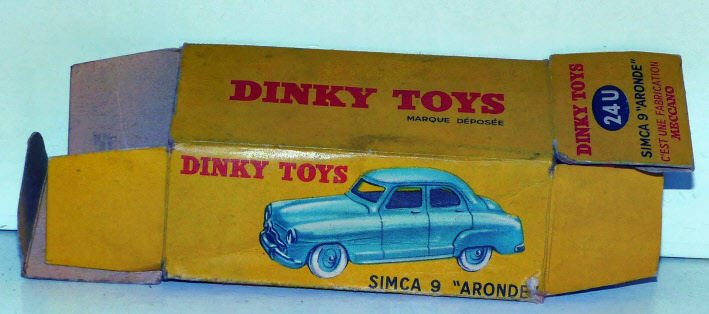 DINKY TOYS
MARQUE DÉPOSÉE
DINKY TOYS
SIMCA 9 "ARONDE
DINKY TOYS
24U
SIMCA 9 "ARONDE"
C'EST UNE FABRICATION
MECCANO